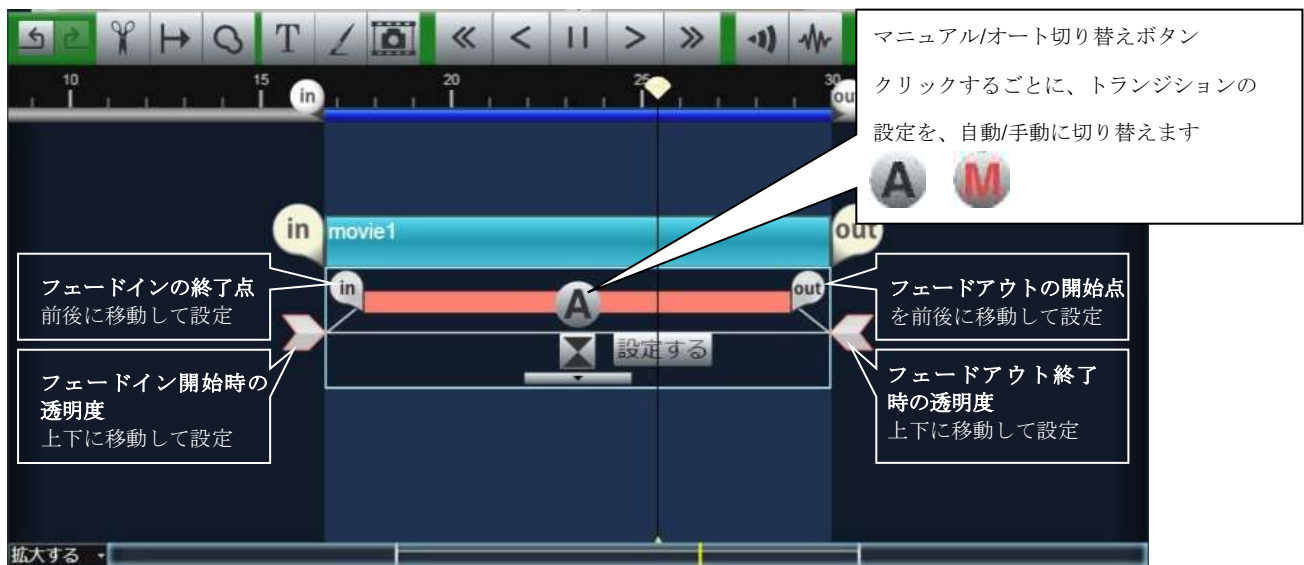 T
マニュアル/オート切り替えボタン
クリックするごとに、トランジションの
設定を、自動/手動に切り替えます
A M
10 15 20 25 30
in
out
in movie1 out
フェードインの終了点
前後に移動して設定
in
A
out
フェードアウトの開始点
を前後に移動して設定
設定する
フェードイン開始時の
透明度
上下に移動して設定
フェードアウト終了
時の透明度
上下に移動して設定
拡大する